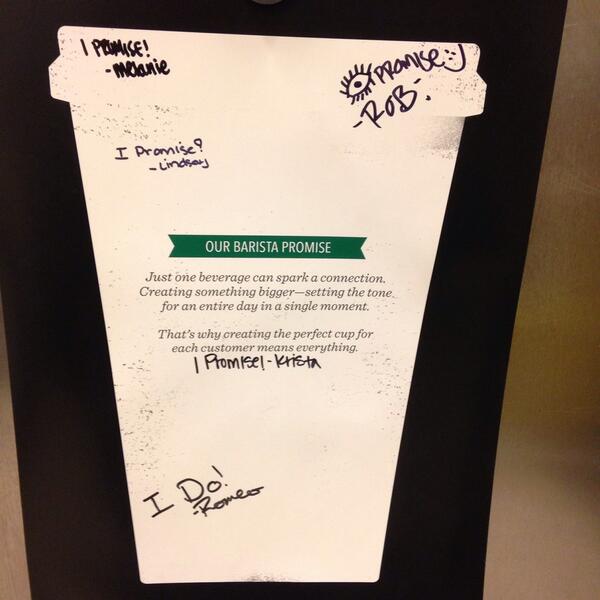 I PROMISE!
-Melanie
PROMISE :)
-ROB
I Promise?
-Lindsay
OUR BARISTA PROMISE
Just one beverage can spark a connection.
Creating something bigger—setting the tone
for an entire day in a single moment.
That's why creating the perfect cup for
each customer means everything.
I Promise! -Krista
I Do!
-Romeo